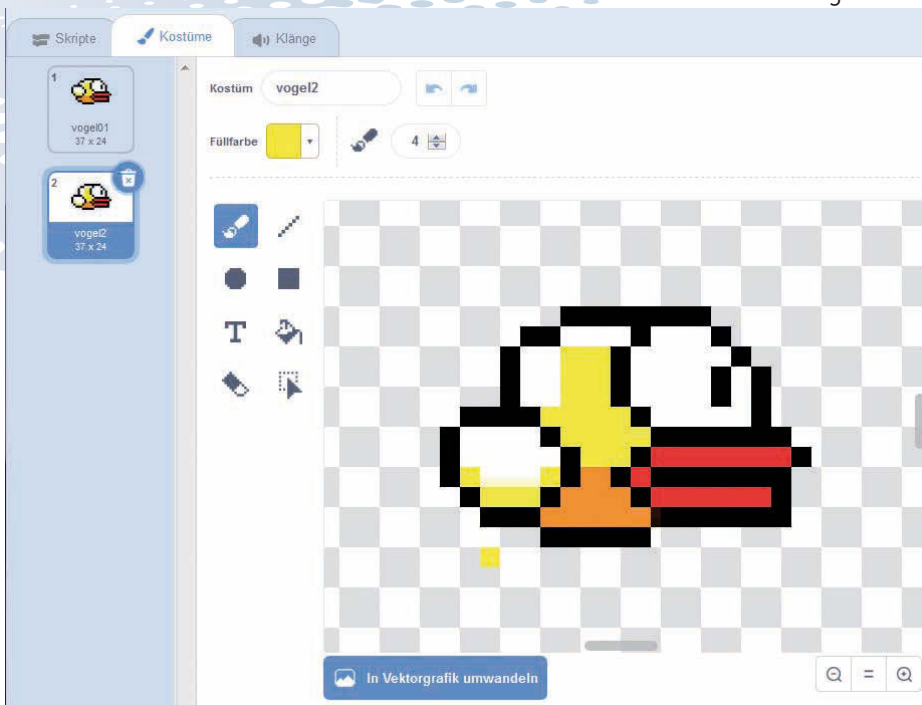 Skripte
Kostüme
Klänge
1
vogel01
37 x 24
2
vogel2
37 x 24
Kostüm
vogel2
Füllfarbe
4
T
In Vektorgrafik umwandeln
=